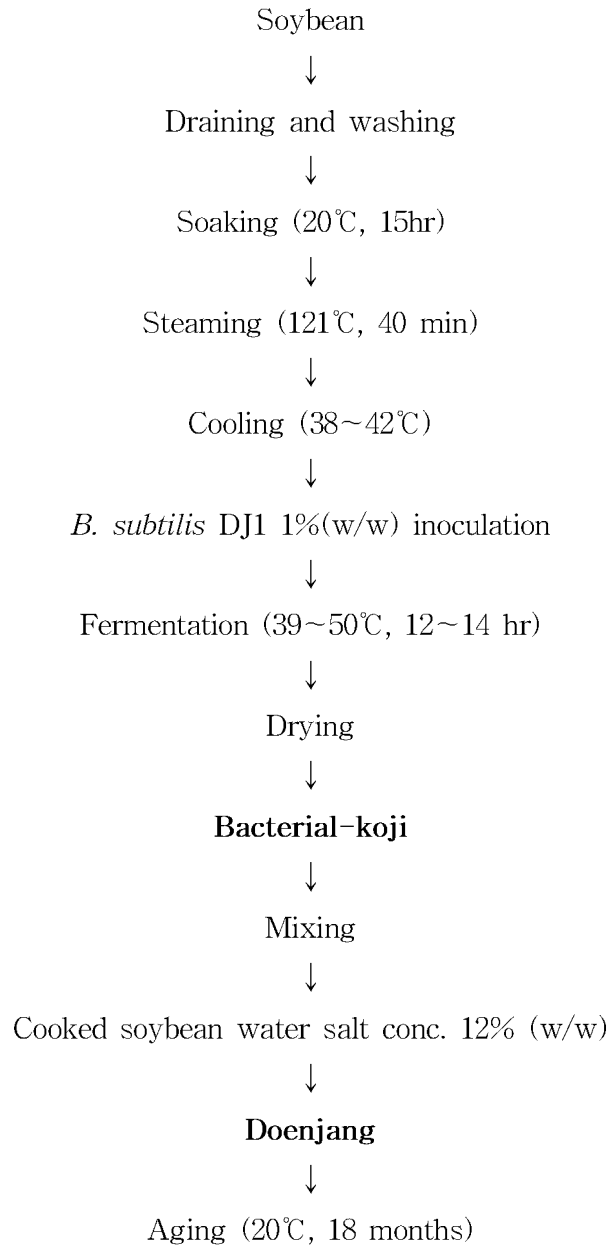 Soybean
↓
Draining and washing
↓
Soaking (20℃, 15hr)
↓
Steaming (121℃, 40 min)
↓
Cooling (38~42℃)
↓
B. subtilis DJ1 1%(w/w) inoculation
↓
Fermentation (39~50℃, 12~14 hr)
↓
Drying
↓
Bacterial-koji
↓
Mixing
↓
Cooked soybean water salt conc. 12% (w/w)
↓
Doenjang
↓
Aging (20℃, 18 months)